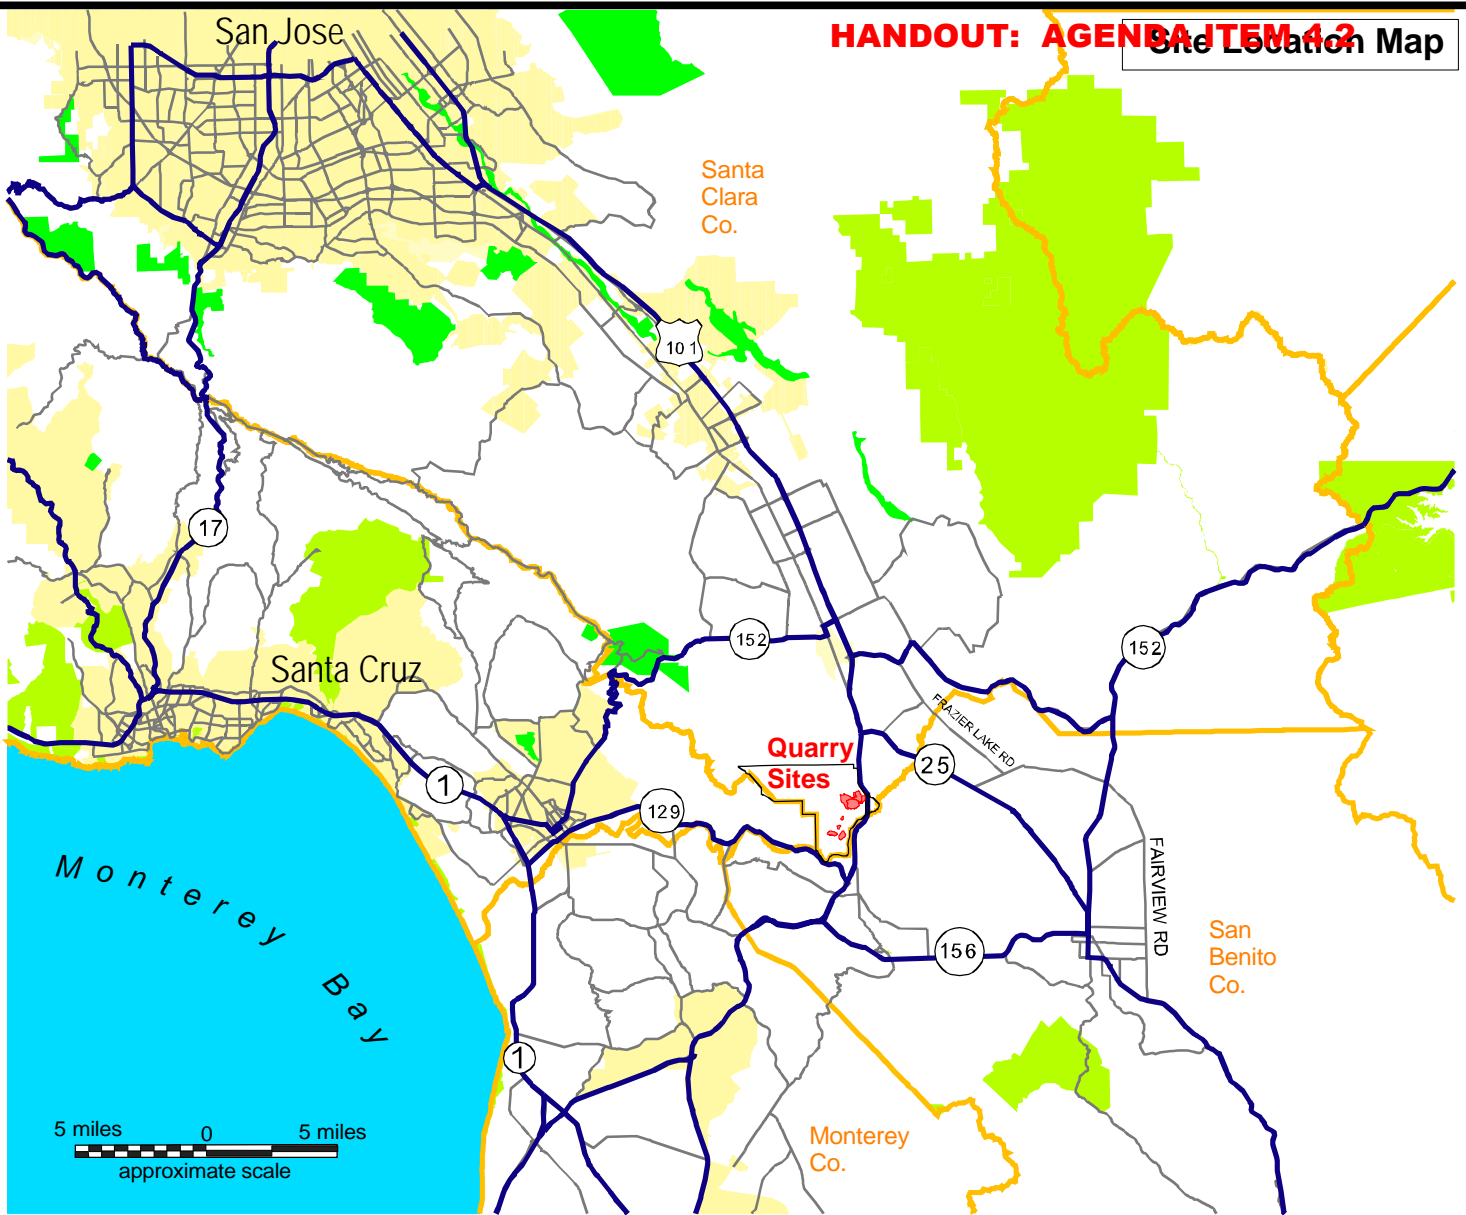 HANDOUT: AGENDA ITEM 4.2
Site Location Map
San Jose
Santa
Clara
Co.
101
17
152
152
Santa Cruz
FRAZIER LAKE RD
Quarry
Sites
25
1
129
FAIRVIEW RD
Monterey
Bay
156
San
Benito
Co.
1
5 miles 0 5 miles
approximate scale
Monterey
Co.